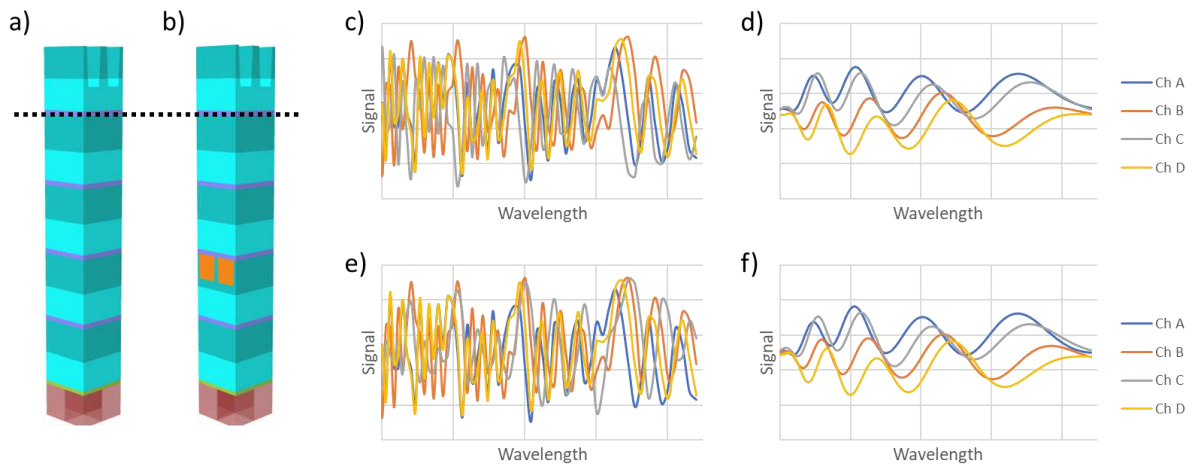 a)
b)
c)
d)
Signal
Wavelength
Signal
Wavelength
Ch A
Ch B
Ch C
Ch D
e)
f)
Signal
Wavelength
Signal
Wavelength
Ch A
Ch B
Ch C
Ch D